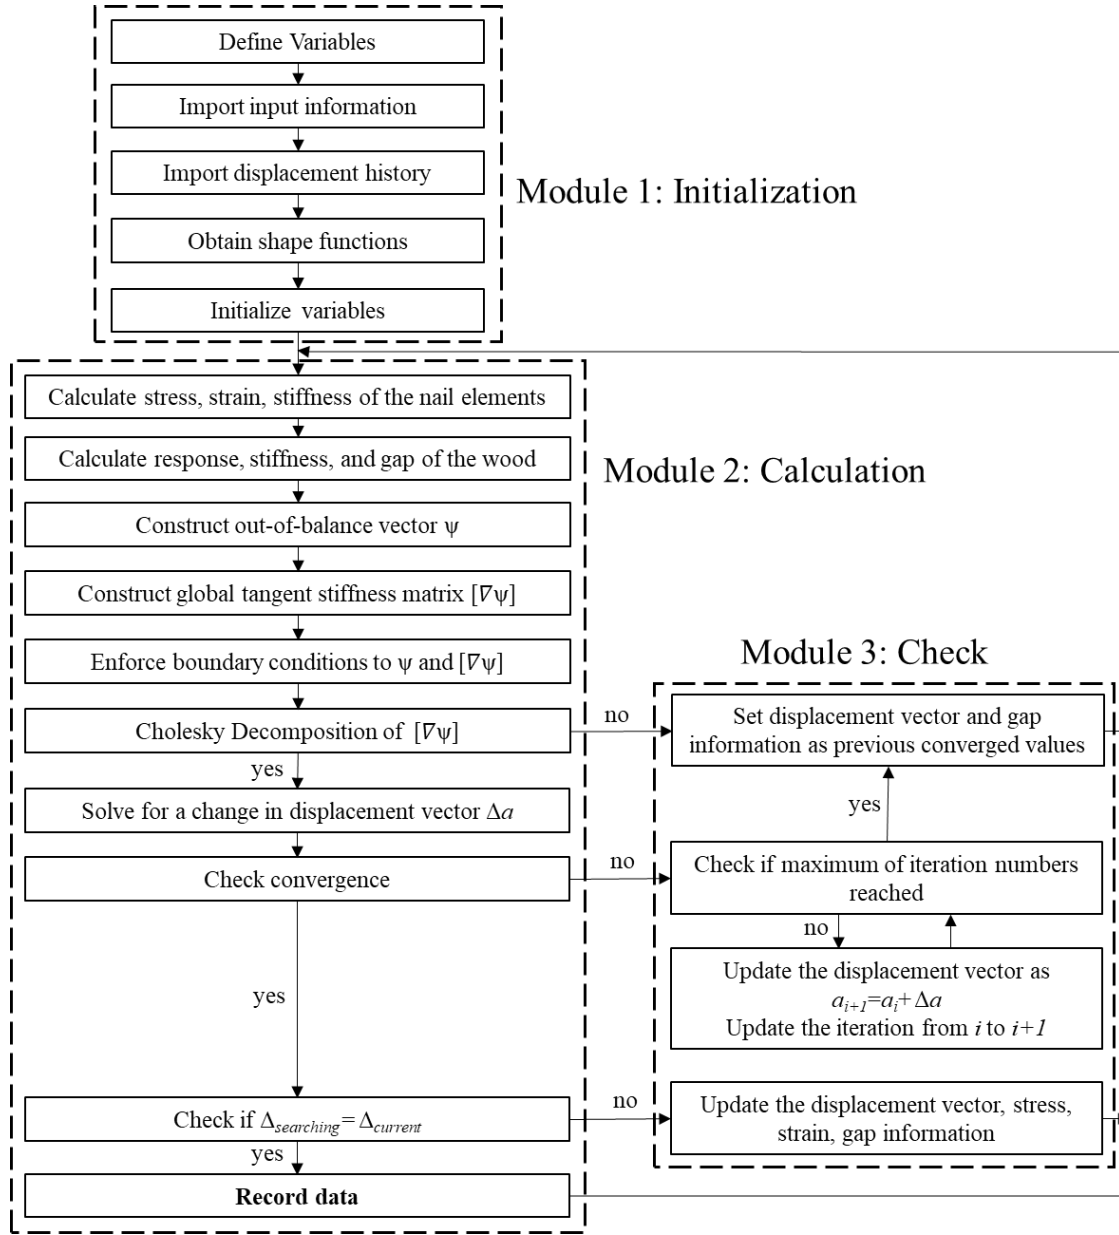 Define Variables
Import input information
Import displacement history
Module 1: Initialization
Obtain shape functions
Initialize variables
Calculate stress, strain, stiffness of the nail elements
Calculate response, stiffness, and gap of the wood
Module 2: Calculation
Construct out-of-balance vector ψ
Construct global tangent stiffness matrix [∇ψ]
Enforce boundary conditions to ψ and [∇ψ]
Cholesky Decomposition of [∇ψ]
yes
Solve for a change in displacement vector Δa
Check convergence
yes
Check if Δsearching= Δcurrent
yes
Record data
Module 3: Check
no
Set displacement vector and gap
information as previous converged values
yes
no
Check if maximum of iteration numbers
reached
no
Update the displacement vector as
ai+1=ai+Δa
Update the iteration from i to i+1
no
Update the displacement vector, stress,
strain, gap information